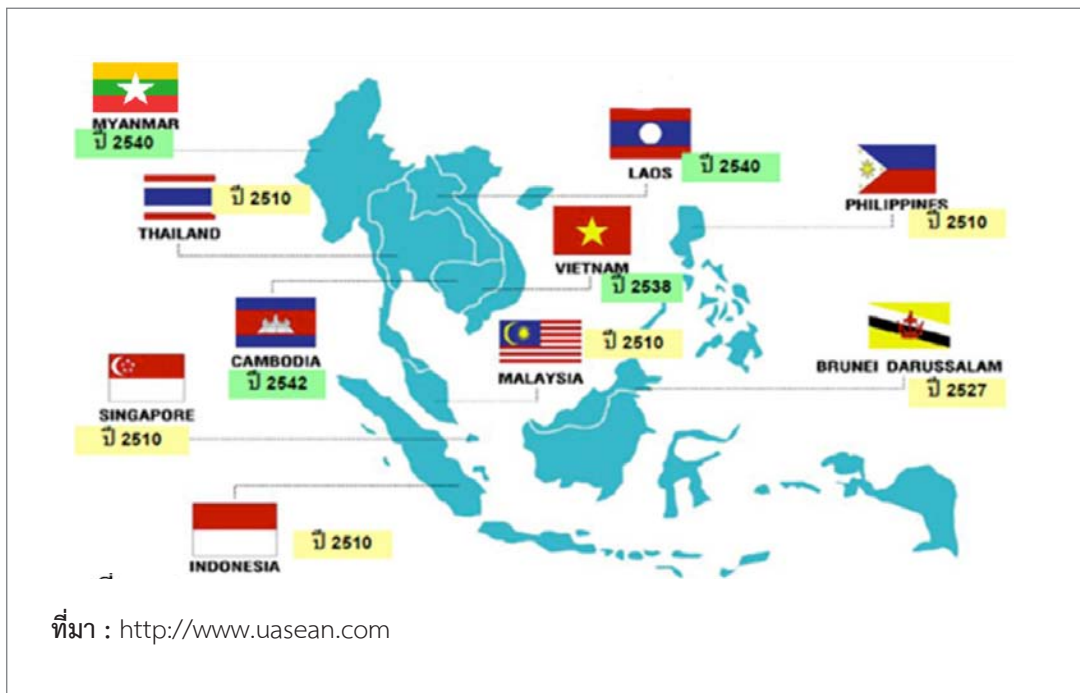 MYANMAR
ปี 2540
THAILAND
ปี 2510
LAOS
ปี 2540
PHILIPPINES
ปี 2510
VIETNAM
ปี 2538
CAMBODIA
ปี 2542
MALAYSIA
ปี 2510
BRUNEI DARUSSALAM
ปี 2527
SINGAPORE
ปี 2510
INDONESIA
ปี 2510
ที่มา : http://www.uasean.com